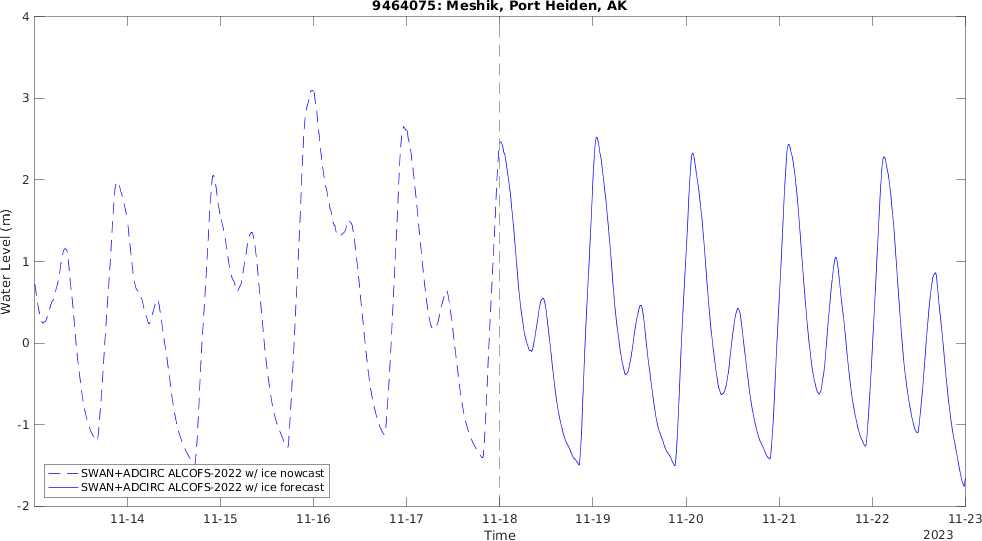 9464075: Meshik, Port Heiden, AK
4
3
2
1
0
-1
-2
Water Level (m)
SWAN+ADCIRC ALCOFS-2022 w/ ice nowcast
SWAN+ADCIRC ALCOFS-2022 w/ ice forecast
11-14 11-15 11-16 11-17 11-18 11-19 11-20 11-21 11-22 11-23
Time
2023